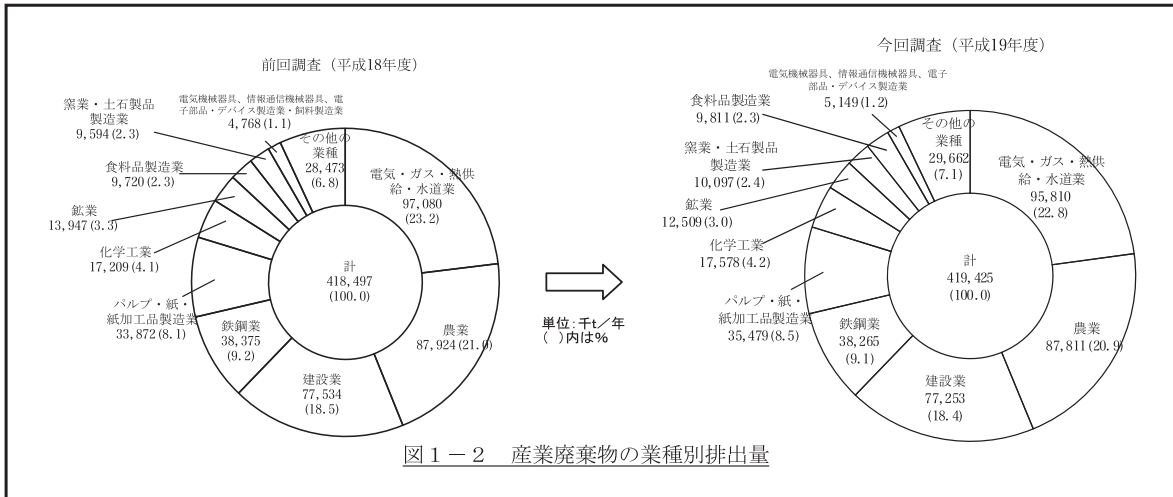 前回調査（平成18年度）
電気機械器具、情報通信機械器具、電
子部品・デバイス製造業・飼料製造業
4,768(1.1)
窯業・土石製品
製造業
9,594(2.3)
食料品製造業
9,720(2.3)
鉱業
13,947(3.3)
化学工業
17,209(4.1)
パルプ・紙・
紙加工品製造業
33,872(8.1)
鉄鋼業
38,375
(9.2)
建設業
77,534
(18.5)
農業
87,924(21.0)
電気・ガス・熱供
給・水道業
97,080
(23.2)
その他の
業種
28,473
(6.8)
計
418,497
(100.0)
単位:千t／年
(　)内は%
今回調査（平成19年度）
電気機械器具、情報通信機械器具、電子
部品・デバイス製造業
5,149(1.2)
食料品製造業
9,811(2.3)
窯業・土石製品
製造業
10,097(2.4)
鉱業
12,509(3.0)
化学工業
17,578(4.2)
パルプ・紙・
紙加工品製造業
35,479(8.5)
鉄鋼業
38,265
(9.1)
建設業
77,253
(18.4)
農業
87,811(20.9)
電気・ガス・熱供
給・水道業
95,810
(22.8)
その他の
業種
29,662
(7.1)
計
419,425
(100.0)
図１－２　産業廃棄物の業種別排出量